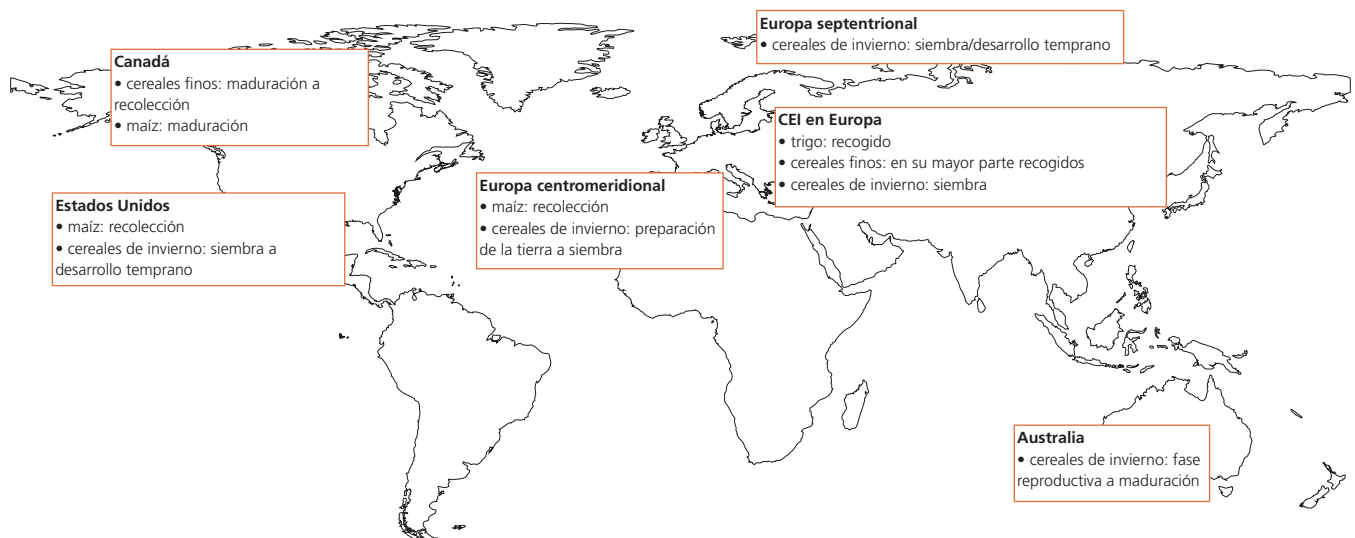 Europa septentrional
• cereales de invierno: siembra/desarrollo temprano
Canadá
• cereales finos: maduración a
recolección
• maíz: maduración
CEI en Europa
• trigo: recogido
• cereales finos: en su mayor parte recogidos
• cereales de invierno: siembra
Europa centromeridional
• maíz: recolección
• cereales de invierno: preparación
de la tierra a siembra
Estados Unidos
• maíz: recolección
• cereales de invierno: siembra a
desarrollo temprano
Australia
• cereales de invierno: fase
reproductiva a maduración